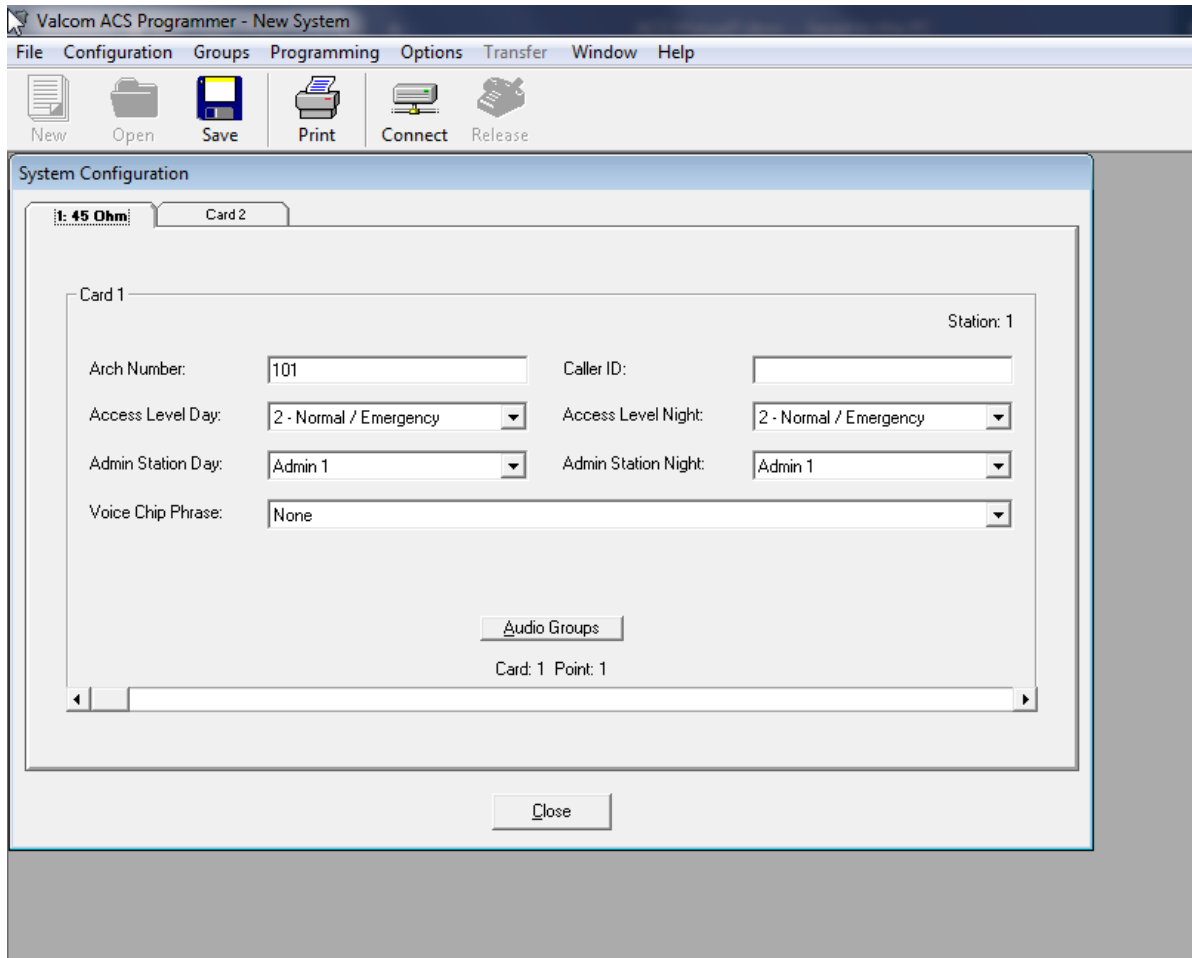 Valcom ACS Programmer - New System
File Configuration Groups Programming Options Transfer Window Help
New Open Save Print Connect Release
System Configuration
1: 45 Ohm Card 2
Card 1
Station: 1
Arch Number: 101 Caller ID:
Access Level Day: 2 - Normal / Emergency Access Level Night: 2 - Normal / Emergency
Admin Station Day: Admin 1 Admin Station Night: Admin 1
Voice Chip Phrase: None
Audio Groups
Card: 1 Point: 1
Close